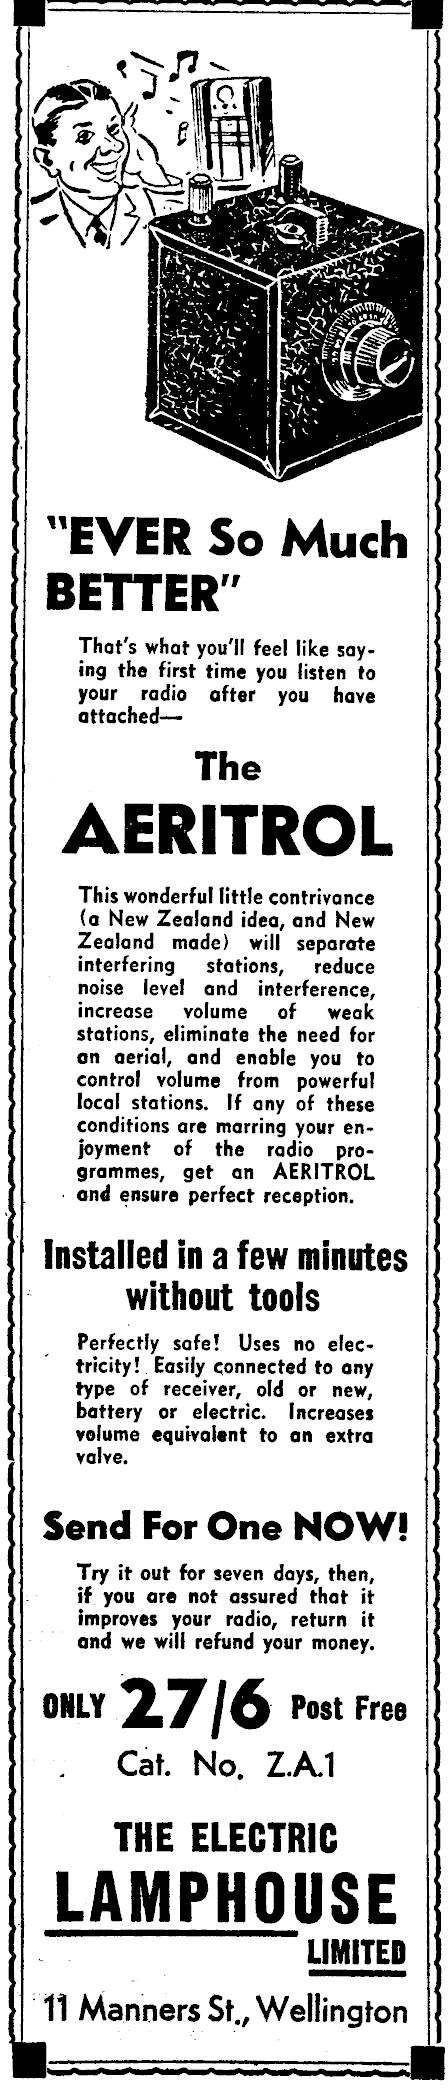 "EVER So Much
BETTER"
That's what you'll feel like say-
ing the first time you listen to
your radio after you have
attached—
The
AERITROL
This wonderful little contrivance
(a New Zealand idea, and New
Zealand made) will separate
interfering stations, reduce
noise level and interference,
increase volume of weak
stations, eliminate the need for
an aerial, and enable you to
control volume from powerful
local stations. If any of these
conditions are marring your en-
joyment of the radio pro-
grammes, get an AERITROL
and ensure perfect reception.
Installed in a few minutes
without tools
Perfectly safe! Uses no elec-
tricity! Easily connected to any
type of receiver, old or new,
battery or electric. Increases
volume equivalent to an extra
valve.
Send For One NOW!
Try it out for seven days, then,
if you are not assured that it
improves your radio, return it
and we will refund your money.
ONLY 27/6 Post Free
Cat. No. Z.A.1
THE ELECTRIC
LAMPHOUSE
LIMITED
11 Manners St., Wellington